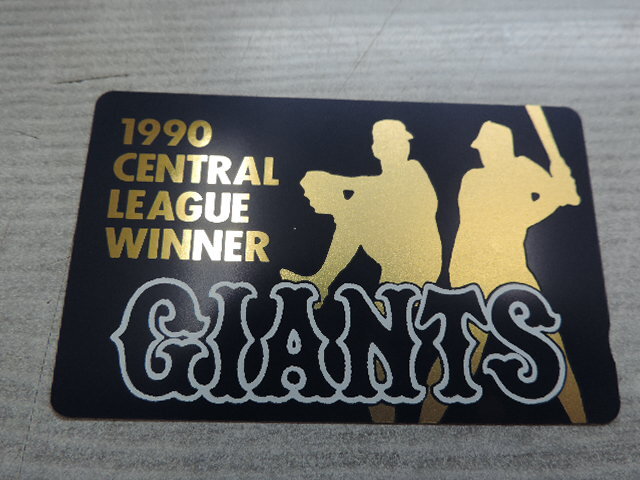 1990
CENTRAL
LEAGUE
WINNER
GIANTS